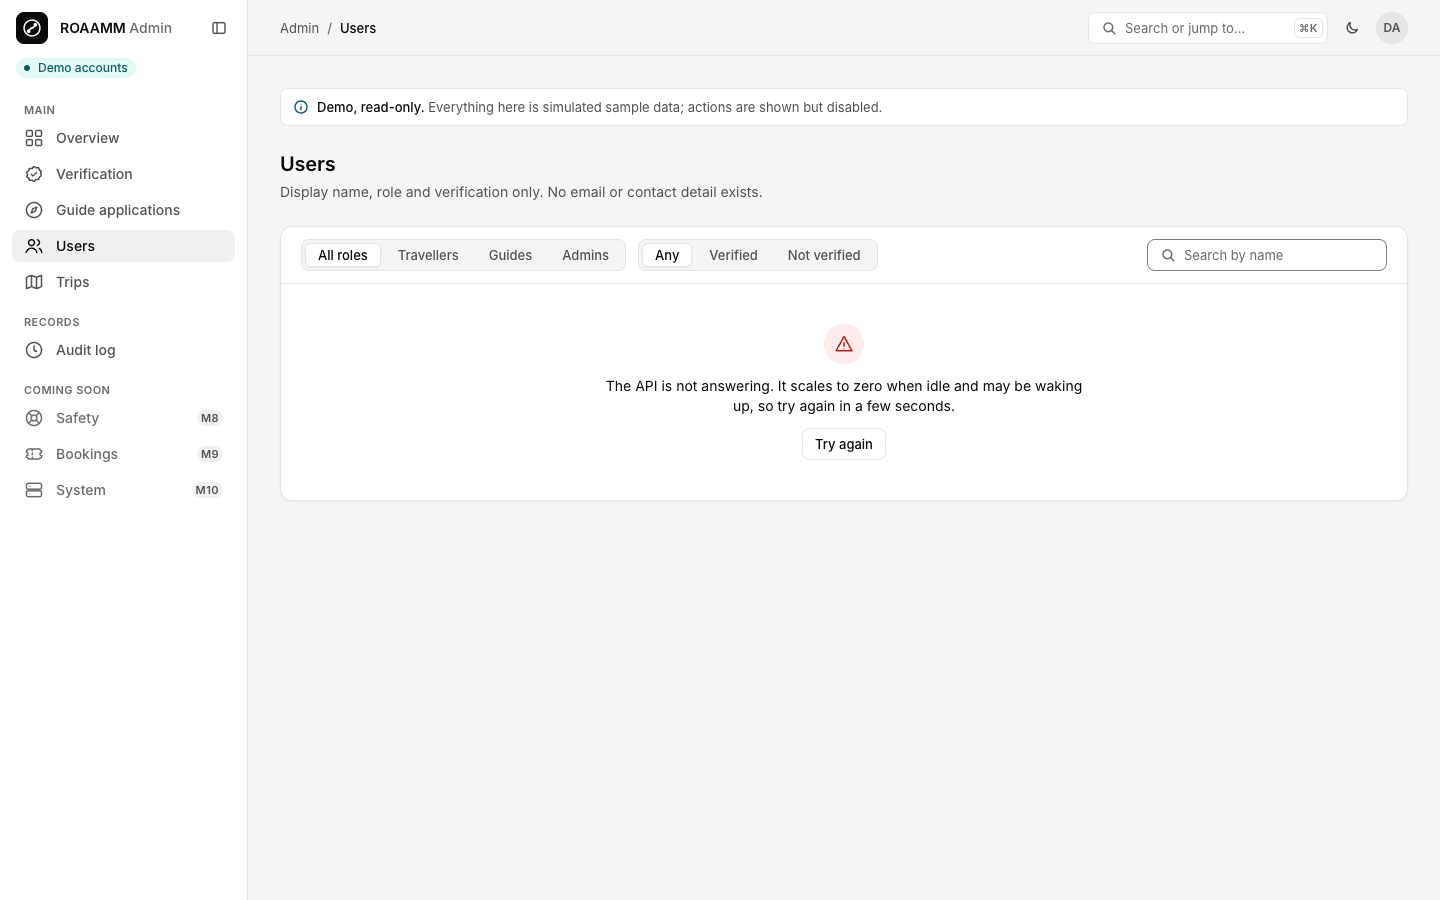 ROAAMM Admin
Demo accounts
MAIN
Overview
Verification
Guide applications
Users
Trips
RECORDS
Audit log
COMING SOON
Safety M8
Bookings M9
System M10
Admin / Users
Search or jump to... ⌘K
DA
Demo, read-only. Everything here is simulated sample data; actions are shown but disabled.
Users
Display name, role and verification only. No email or contact detail exists.
All roles Travellers Guides Admins Any Verified Not verified Search by name
The API is not answering. It scales to zero when idle and may be waking
up, so try again in a few seconds.
Try again